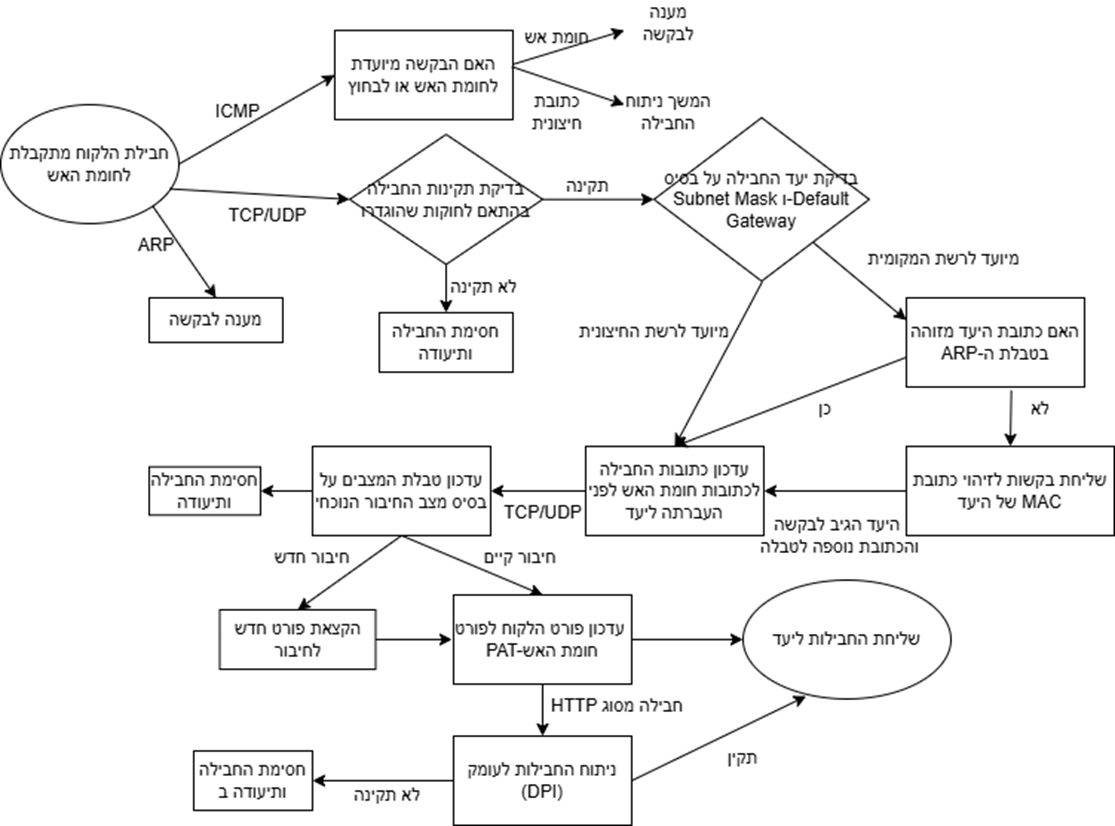 מענה
לבקשה
חומת אש
האם הבקשה מיועדת
לחומת האש או לבחוץ
כתובת
חיצונית
המשך ניתוח
החבילה
ICMP
חבילת הלקוח מתקבלת
לחומת האש
TCP/UDP
ARP
מענה לבקשה
בדיקת תקינות החבילה
בהתאם לחוקות שהוגדרו
תקינה
לא תקינה
חסימת החבילה
ותיעודה
בדיקת יעד החבילה על בסיס
Subnet Mask ו-Default
Gateway
מיועד לרשת המקומית
מיועד לרשת החיצונית
האם כתובת היעד מזוהה
בטבלת ה-ARP
כן
לא
שליחת בקשות לזיהוי כתובת
MAC של היעד
היעד הגיב לבקשה
והכתובת נוספה לטבלה
עדכון כתובות החבילה
לכתובות חומת האש לפני
העברתה ליעד
TCP/UDP
עדכון טבלת המצבים על
בסיס מצב החיבור הנוכחי
חסימת החבילה
ותיעודה
חיבור חדש
חיבור קיים
הקצאת פורט חדש
לחיבור
עדכון פורט הלקוח לפורט
חומת האש-PAT
שליחת החבילות ליעד
חבילה מסוג HTTP
ניתוח החבילות לעומק
(DPI)
תקין
לא תקינה
חסימת החבילה
ותיעודה ב